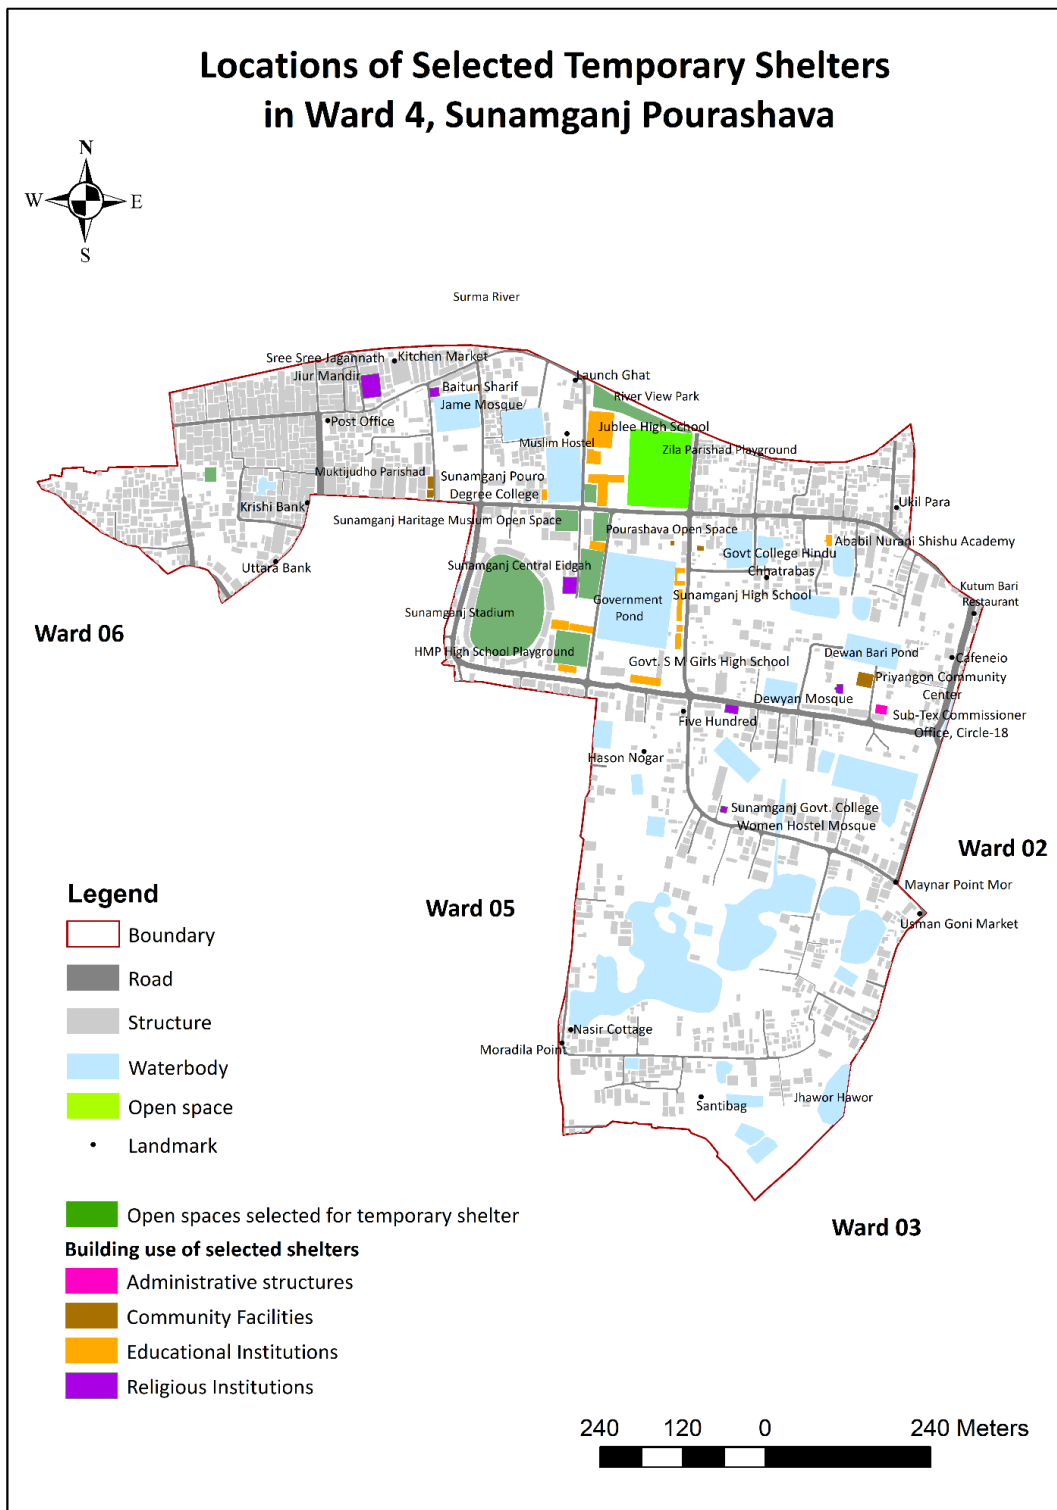 Locations of Selected Temporary Shelters
in Ward 4, Sunamganj Pourashava
N
W
E
S
Surma River
Sree Sree Jagannath
Jiur Mandir
Kitchen Market
Launch Ghat
Baitun Sharif
Jame Mosque
River View Park
Post Office
Jublee High School
Muslim Hostel
Zila Parishad Playground
Muktijudho Parishad
Sunamganj Pouro
Degree College
Krishi Bank
Ukil Para
Sunamganj Haritage Musium Open Space
Pourashava Open Space
Ababil Nurani Shishu Academy
Govt College Hindu
Chhatrabas
Uttara Bank
Sunamganj Central Eidgah
Kutum Bari
Restaurant
Government
Pond
Sunamganj High School
Sunamganj Stadium
Ward 06
HMP High School Playground
Govt. S M Girls High School
Dewan Bari Pond
Cafeneio
Priyangon Community
Center
Dewyan Mosque
Sub-Tex Commissioner
Office, Circle-18
Five Hundred
Hason Nogar
Sunamganj Govt. College
Women Hostel Mosque
Ward 02
Maynar Point Mor
Ward 05
Usman Goni Market
Nasir Cottage
Moradila Point
Santibag
Jhawor Hawor
Ward 03
Legend
Boundary
Road
Structure
Waterbody
Open space
Landmark
Open spaces selected for temporary shelter
Building use of selected shelters
Administrative structures
Community Facilities
Educational Institutions
Religious Institutions
240 120 0 240 Meters